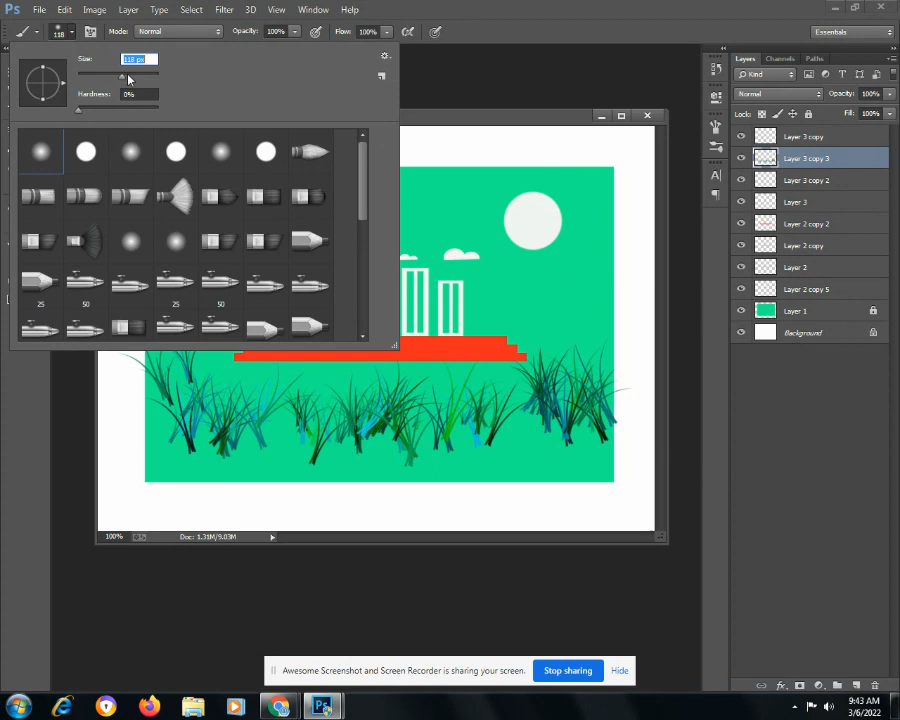 Ps File Edit Image Layer Type Select Filter 3D View Window Help
118 Mode: Normal Opacity: 100% Flow: 100% Essentials
Size: 118 px
Hardness: 0%
25 50 25 50
Layers Channels Paths
Kind
Normal Opacity: 100%
Lock: Fill: 100%
Layer 3 copy
Layer 3 copy 3
Layer 3 copy 2
Layer 3
Layer 2 copy 2
Layer 2 copy
Layer 2
Layer 2 copy 5
Layer 1
Background
100% Doc: 1.31M/9.03M
Awesome Screenshot and Screen Recorder is sharing your screen. Stop sharing Hide
fx
Ps
9:43 AM
3/6/2022